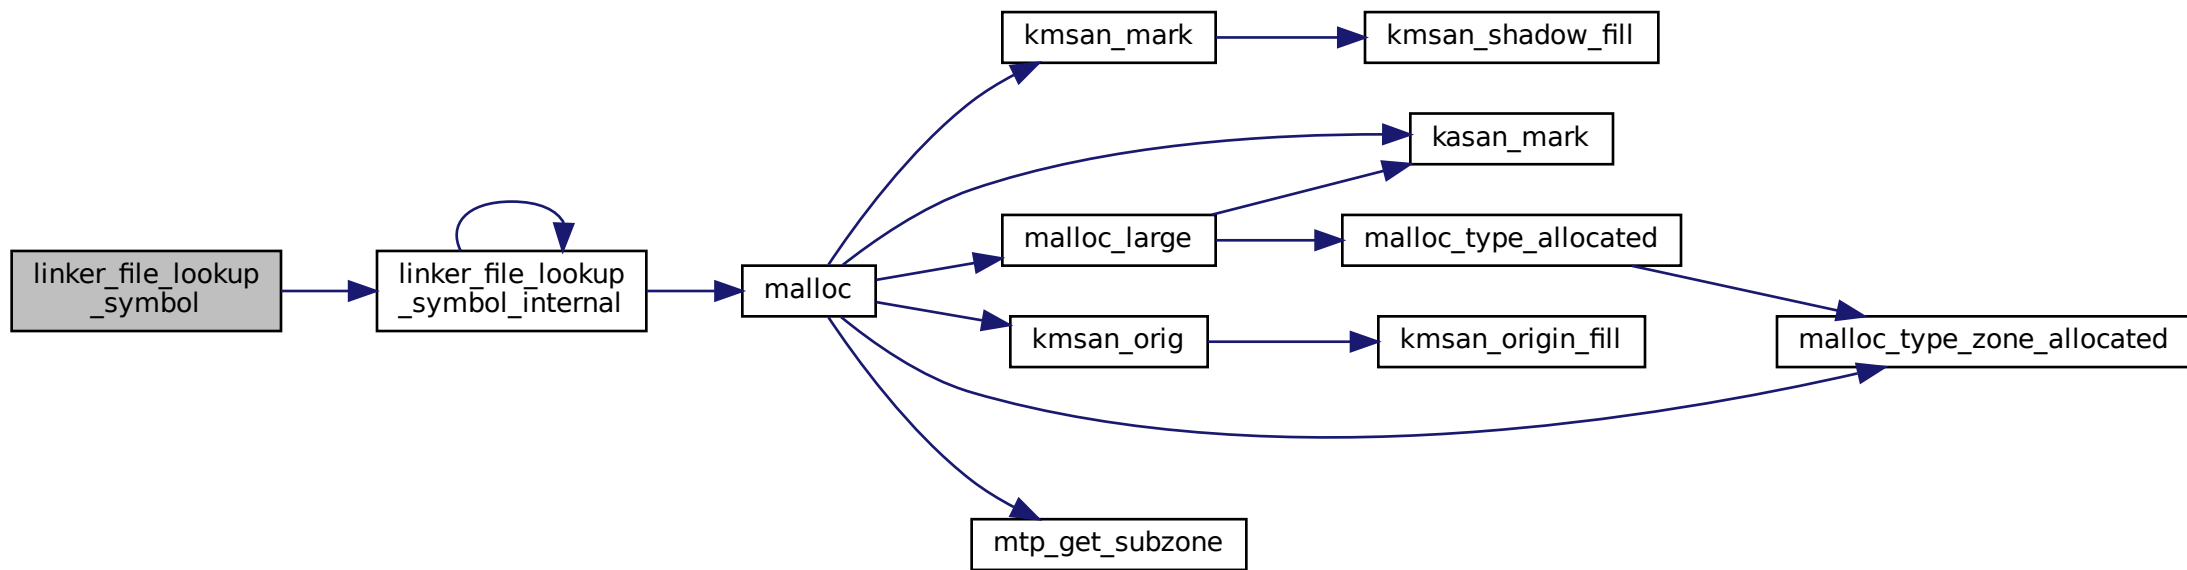 kmsan_mark
kmsan_shadow_fill
kasan_mark
malloc_large
malloc_type_allocated
linker_file_lookup
_symbol
linker_file_lookup
_symbol_internal
malloc
kmsan_orig
kmsan_origin_fill
malloc_type_zone_allocated
mtp_get_subzone